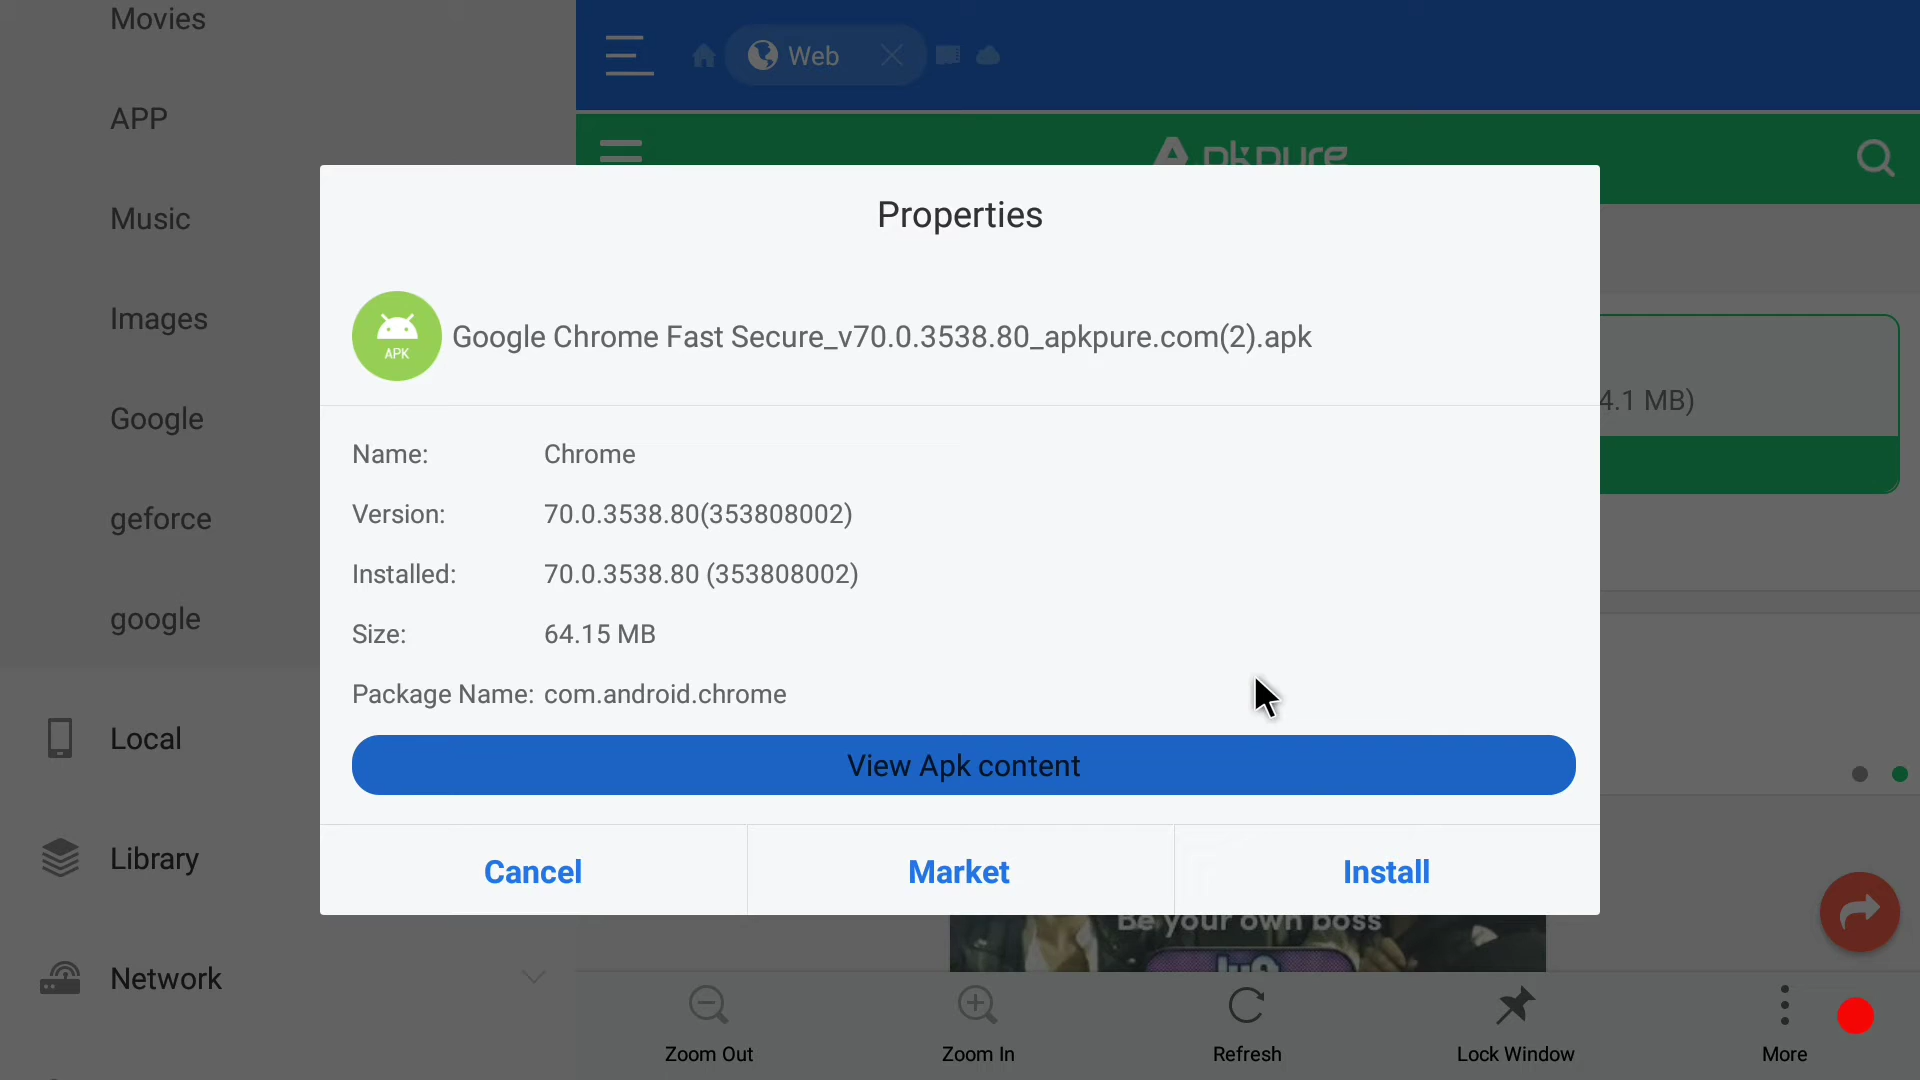 Movies
APP
Music
Images
Google
geforce
google
Local
Library
Network
Web
Apkpure
Properties
APK
Google Chrome Fast Secure_v70.0.3538.80_apkpure.com(2).apk
Name: Chrome
Version: 70.0.3538.80(353808002)
Installed: 70.0.3538.80 (353808002)
Size: 64.15 MB
Package Name: com.android.chrome
View Apk content
Cancel Market Install
4.1 MB)
Be your own boss
Zoom Out Zoom In Refresh Lock Window More